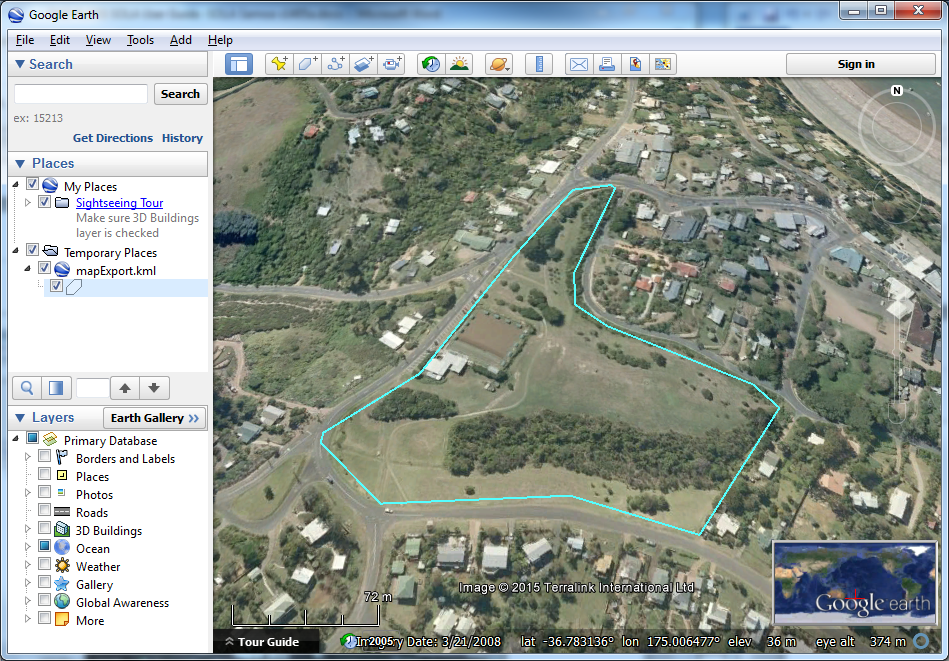 Google Earth
File Edit View Tools Add Help
Search
Sign in
Search
ex: 15213
Get Directions History
Places
My Places
Sightseeing Tour
Make sure 3D Buildings
layer is checked
Temporary Places
mapExport.kml
Layers
Earth Gallery >>
Primary Database
Borders and Labels
Places
Photos
Roads
3D Buildings
Ocean
Weather
Gallery
Global Awareness
More
N
Image © 2015 Terralink International Ltd.
72 m
Google earth
Tour Guide
2005
Imagery Date: 3/21/2008 lat -36.783136° lon 175.006477° elev 36 m eye alt 374 m